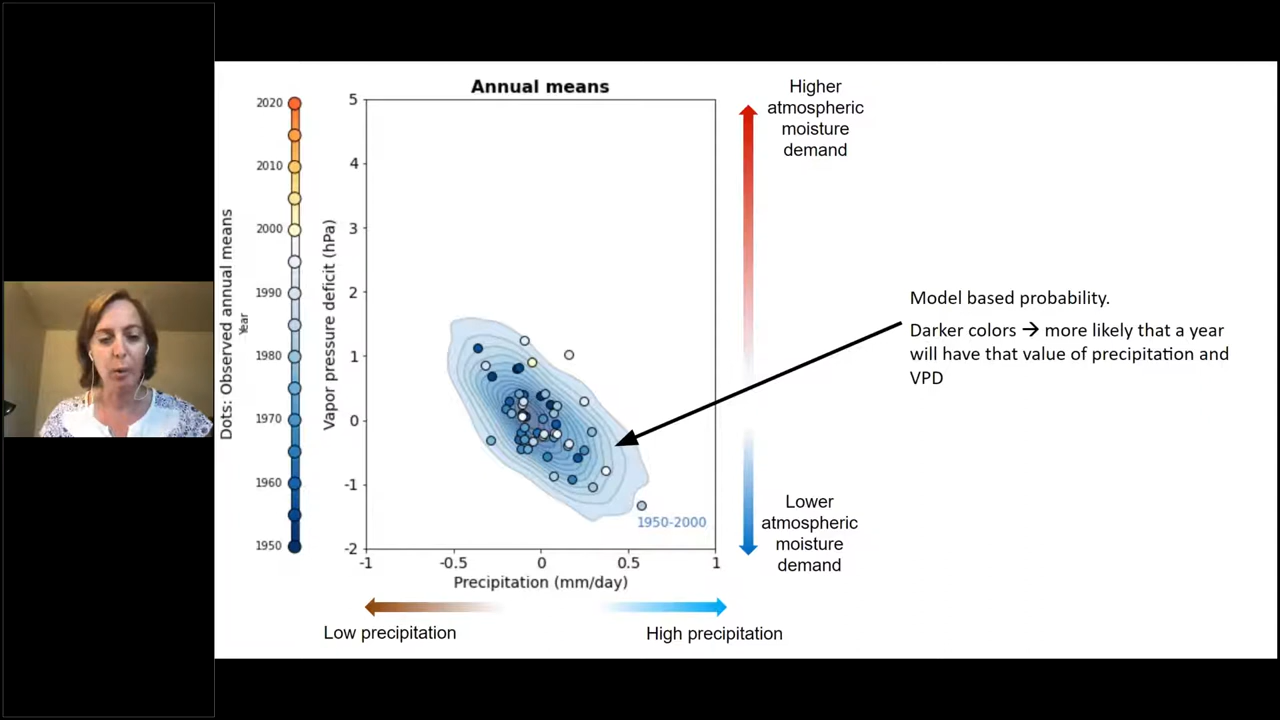 Annual means
Dots: Observed annual means
Year
2020
2010
2000
1990
1980
1970
1960
1950
Vapor pressure deficit (hPa)
5
4
3
2
1
0
-1
-2
1950-2000
-1
-0.5
0
0.5
1
Precipitation (mm/day)
Low precipitation
High precipitation
Higher
atmospheric
moisture
demand
Lower
atmospheric
moisture
demand
Model based probability.
Darker colors → more likely that a year
will have that value of precipitation and
VPD